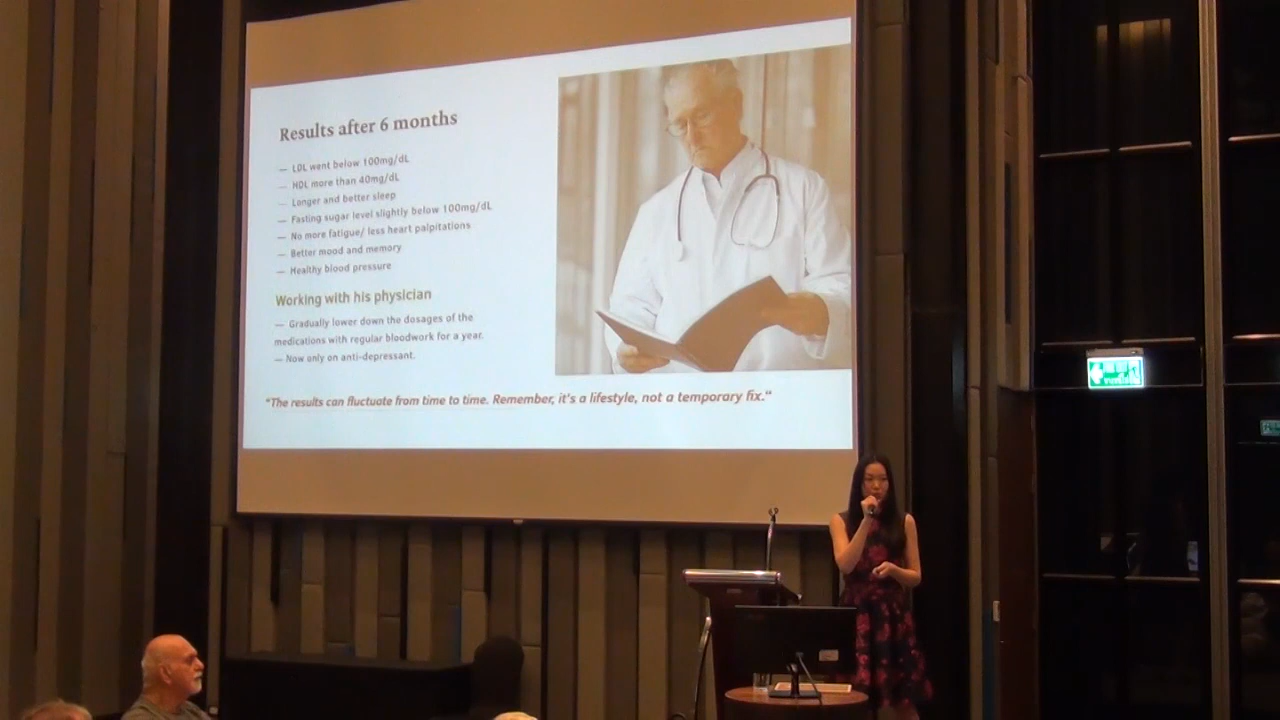 Results after 6 months
— LDL went below 100mg/dL
— HDL more than 40mg/dL
— Longer and better sleep
— Fasting sugar level slightly below 100mg/dL
— No more fatigue/ less heart palpitations
— Better mood and memory
— Healthy blood pressure
Working with his physician
— Gradually lower down the dosages of the
medications with regular bloodwork for a year.
— Now only on anti-depressant.
"The results can fluctuate from time to time. Remember, it's a lifestyle, not a temporary fix."